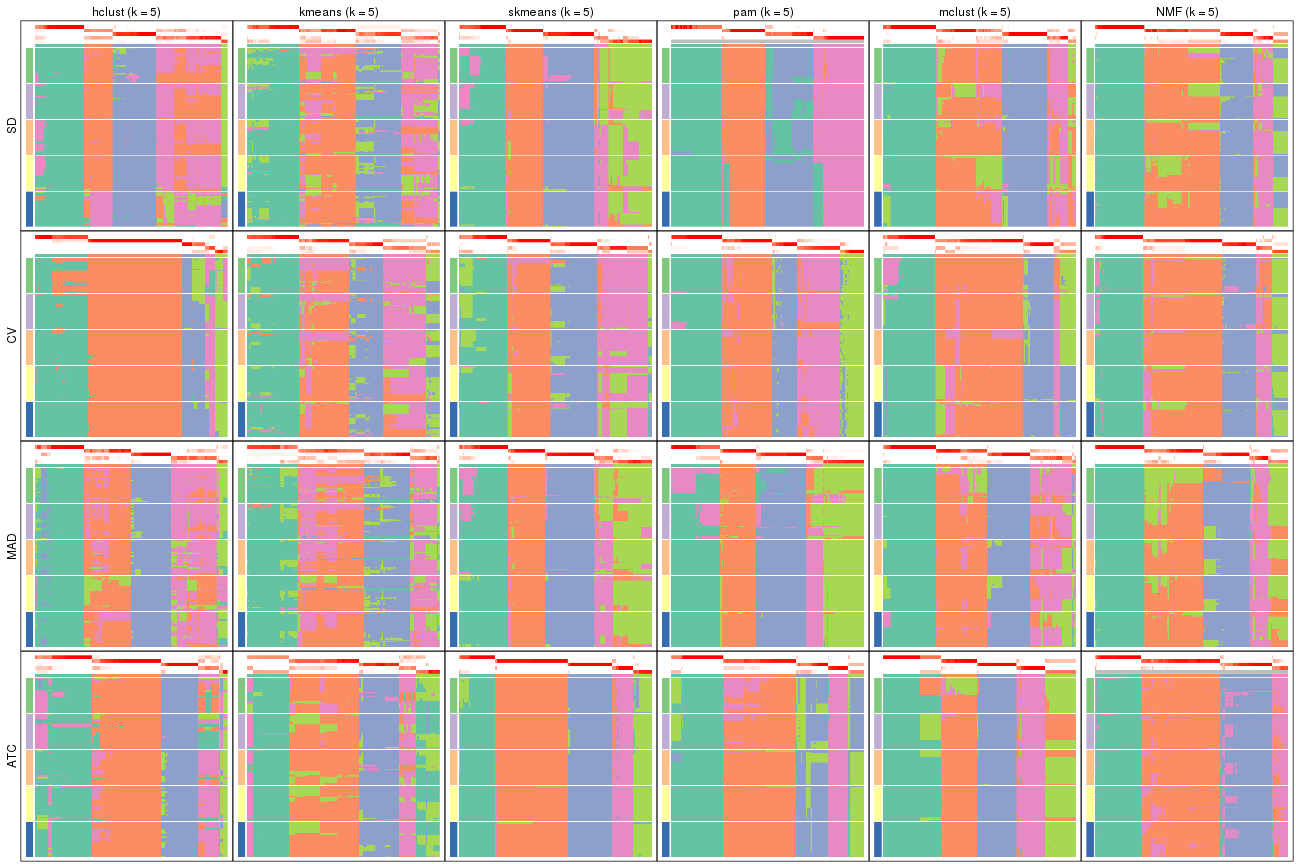 hclust (k = 5) kmeans (k = 5) skmeans (k = 5) pam (k = 5) mclust (k = 5) NMF (k = 5)
SD
CV
MAD
ATC